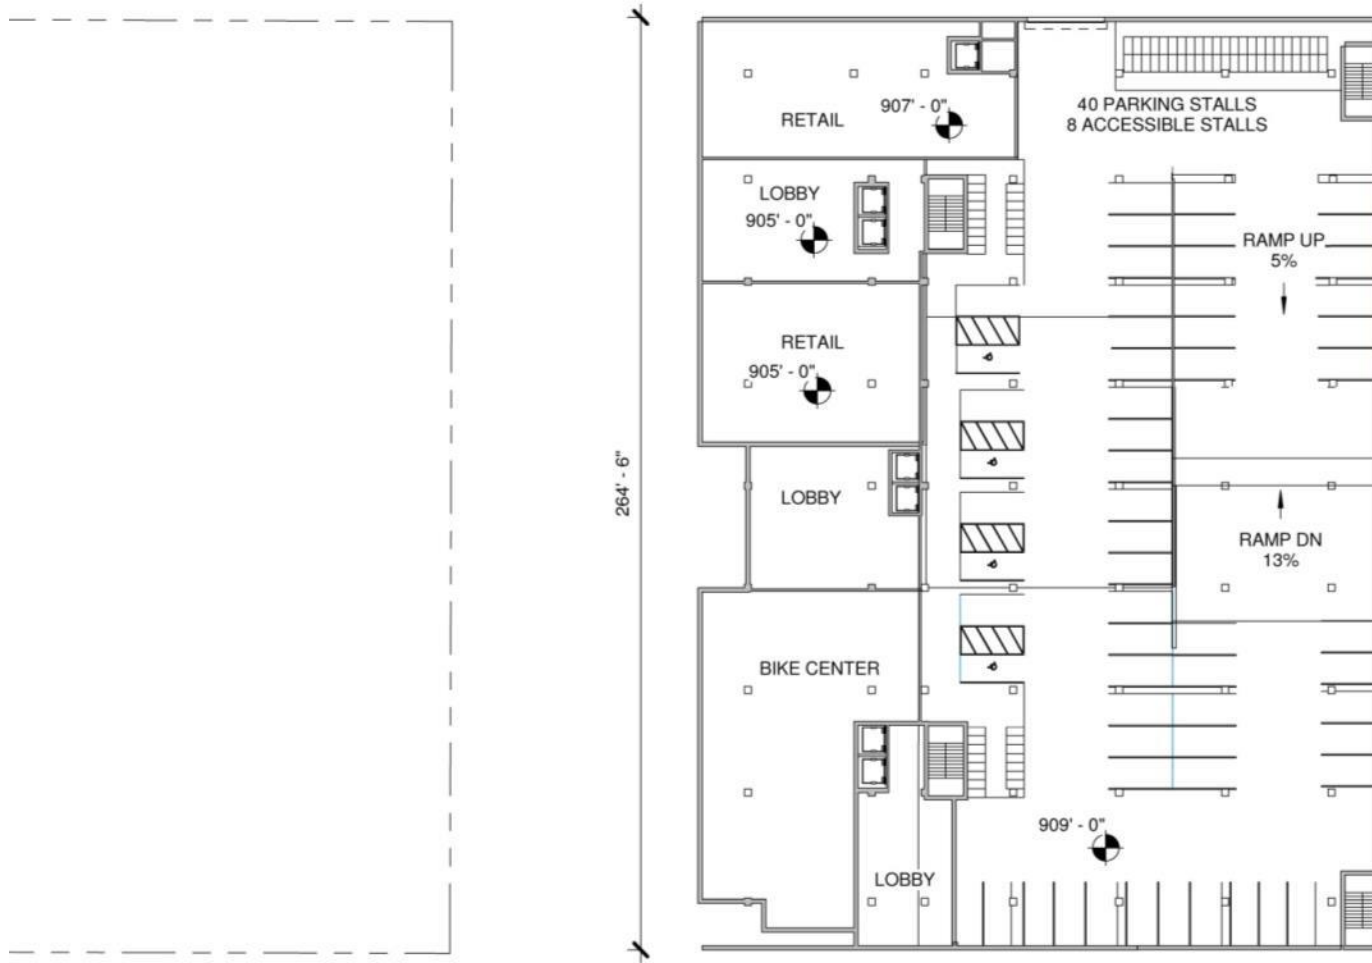 907' - 0"
RETAIL
40 PARKING STALLS
8 ACCESSIBLE STALLS
LOBBY
905' - 0"
RAMP UP
5%
RETAIL
905' - 0"
264' - 6"
LOBBY
RAMP DN
13%
BIKE CENTER
909' - 0"
LOBBY